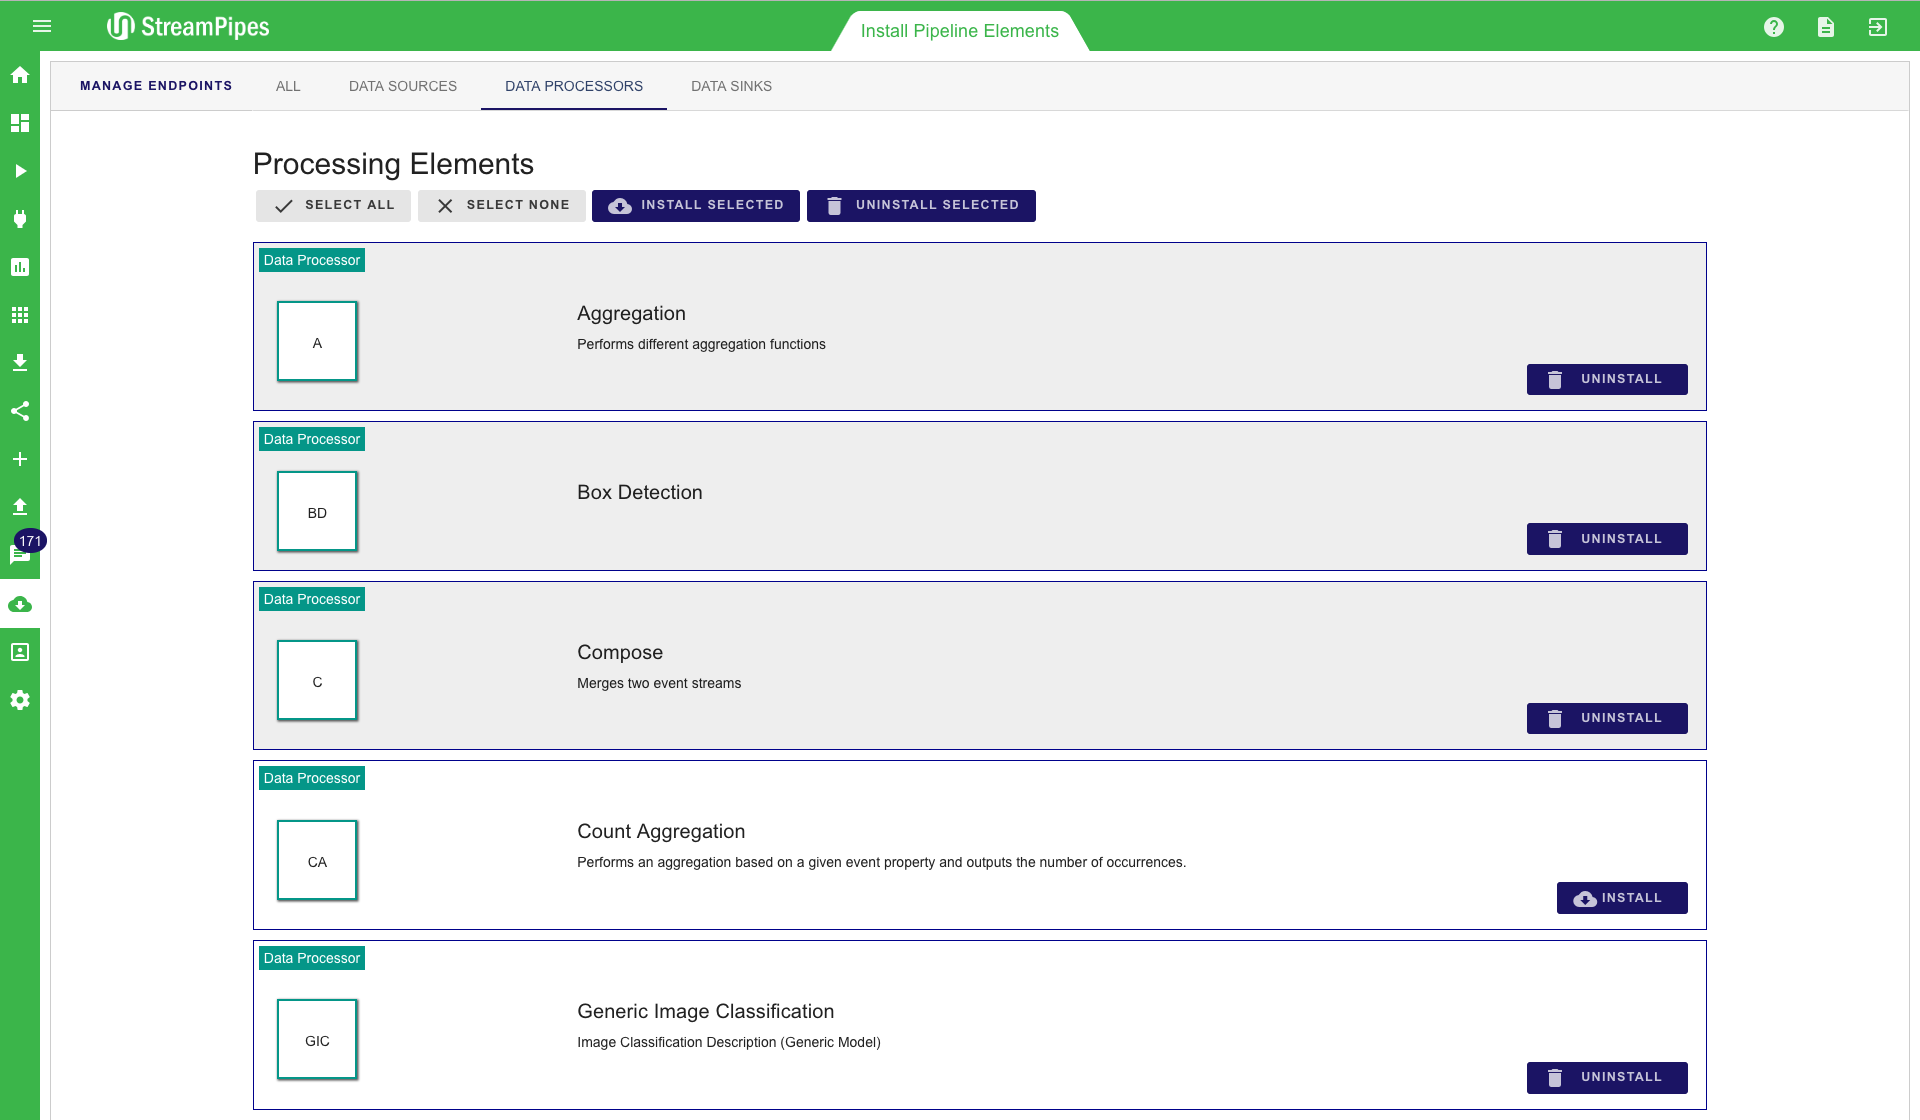 StreamPipes
Install Pipeline Elements
MANAGE ENDPOINTS ALL DATA SOURCES DATA PROCESSORS DATA SINKS
Processing Elements
SELECT ALL SELECT NONE INSTALL SELECTED UNINSTALL SELECTED
Data Processor
A
Aggregation
Performs different aggregation functions
UNINSTALL
Data Processor
BD
Box Detection
UNINSTALL
171
Data Processor
C
Compose
Merges two event streams
UNINSTALL
Data Processor
CA
Count Aggregation
Performs an aggregation based on a given event property and outputs the number of occurrences.
INSTALL
Data Processor
GIC
Generic Image Classification
Image Classification Description (Generic Model)
UNINSTALL